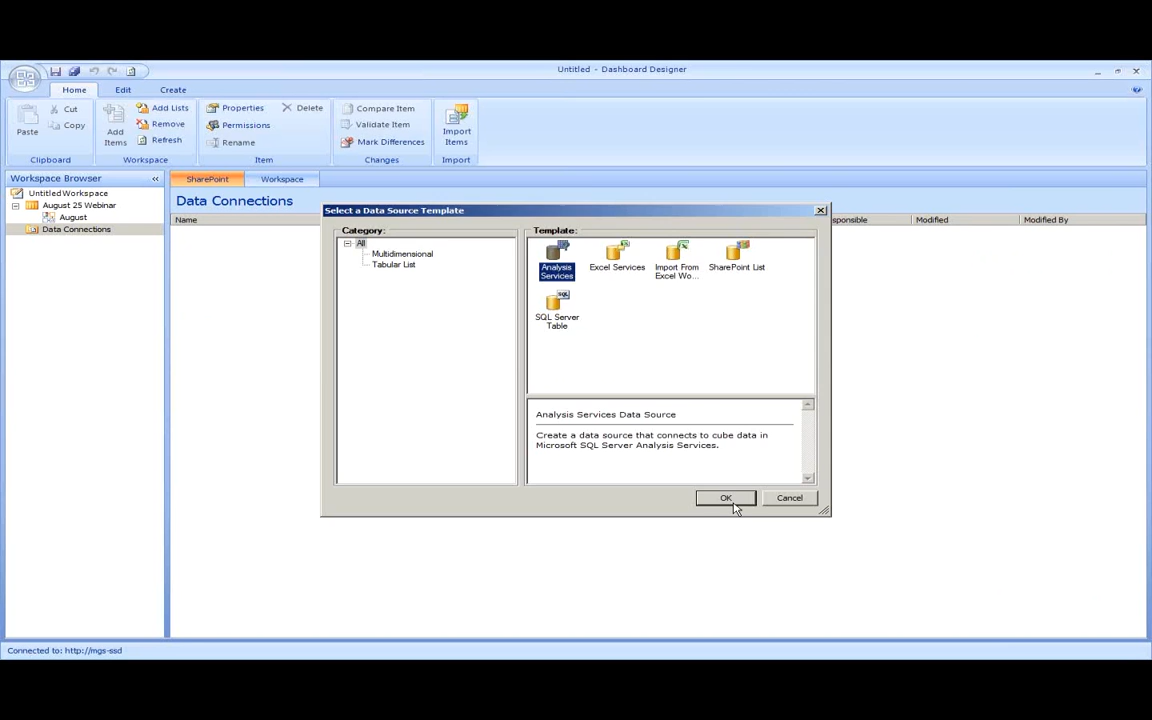 Untitled - Dashboard Designer
Home Edit Create
Paste
Cut
Copy
Clipboard
Add Items
Add Lists
Remove
Refresh
Workspace
Properties
Delete
Permissions
Rename
Item
Compare Item
Validate Item
Mark Differences
Changes
Import Items
Import
Workspace Browser
Untitled Workspace
August 25 Webinar
August
Data Connections
SharePoint Workspace
Data Connections
Name
ponsible
Modified
Modified By
Select a Data Source Template
Category:
All
Multidimensional
Tabular List
Template:
Analysis Services
Excel Services
Import From Excel Wo...
SharePoint List
SQL Server Table
Analysis Services Data Source
Create a data source that connects to cube data in
Microsoft SQL Server Analysis Services.
OK
Cancel
Connected to: http://mgs-ssd